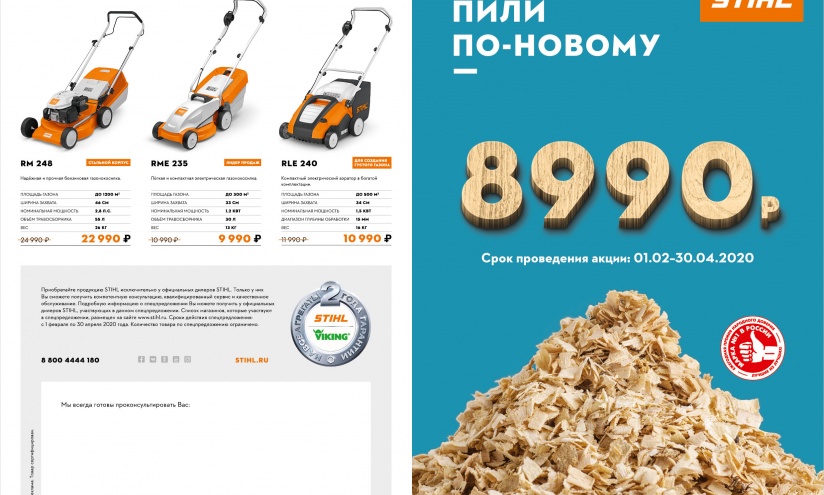 RM 248
СТАЛЬНОЙ КОРПУС
Надёжная и прочная бензиновая газонокосилка.
ПЛОЩАДЬ ГАЗОНА ДО 1200 М²
ШИРИНА ЗАХВАТА 46 СМ
НОМИНАЛЬНАЯ МОЩНОСТЬ 2,8 Л.С.
ОБЪЁМ ТРАВОСБОРНИКА 55 Л
ВЕС 26 КГ
24 990 ₽ 22 990 ₽
RME 235
ЛИДЕР ПРОДАЖ
Лёгкая и компактная электрическая газонокосилка.
ПЛОЩАДЬ ГАЗОНА ДО 300 М²
ШИРИНА ЗАХВАТА 33 СМ
НОМИНАЛЬНАЯ МОЩНОСТЬ 1,2 КВТ
ОБЪЁМ ТРАВОСБОРНИКА 30 Л
ВЕС 13 КГ
10 990 ₽ 9 990 ₽
RLE 240
ДЛЯ СОЗДАНИЯ
ГУСТОГО ГАЗОНА
Компактный электрический аэратор в богатой
комплектации.
ПЛОЩАДЬ ГАЗОНА ДО 500 М²
ШИРИНА ЗАХВАТА 34 СМ
НОМИНАЛЬНАЯ МОЩНОСТЬ 1,5 КВТ
ДИАПАЗОН ГЛУБИНЫ ОБРАБОТКИ 15 ММ
ВЕС 16 КГ
11 990 ₽ 10 990 ₽
Приобретайте продукцию STIHL исключительно у официальных дилеров STIHL. Только у них
Вы сможете получить компетентную консультацию, квалифицированный сервис и качественное
обслуживание. Подробную информацию о спецпредложении Вы можете получить у официальных
дилеров STIHL, участвующих в данном спецпредложении. Список магазинов, которые участвуют
в спецпредложении, размещен на сайте www.stihl.ru. Сроки действия спецпредложения:
с 1 февраля по 30 апреля 2020 года. Количество товара по спецпредложению ограничено.
2 ГОДА ГАРАНТИИ
НА ВСЕ АГРЕГАТЫ
STIHL
VIKING
8 800 4444 180
STIHL.RU
Мы всегда готовы проконсультировать Вас:
Товар сертифицирован
STIHL
ПИЛИ
ПО-НОВОМУ
8990 Р
Срок проведения акции: 01.02–30.04.2020
МАРКА №1 В РОССИИ